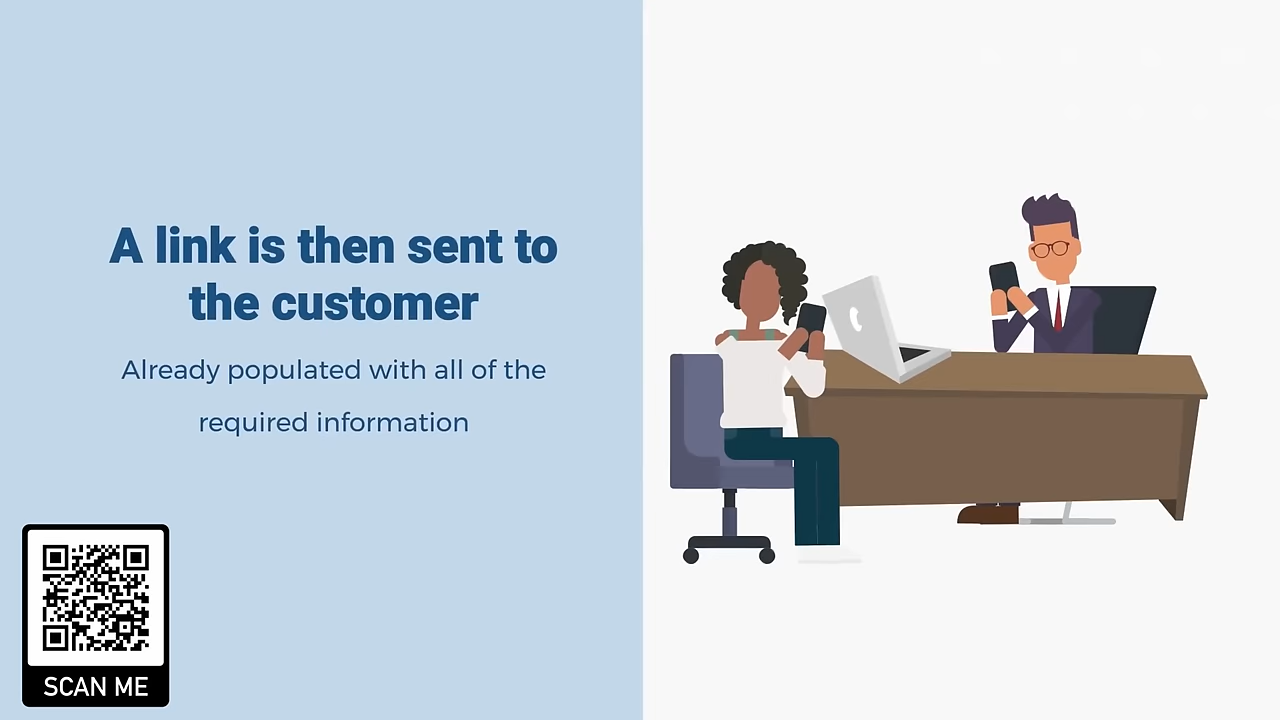 A link is then sent to
the customer
Already populated with all of the
required information
SCAN ME